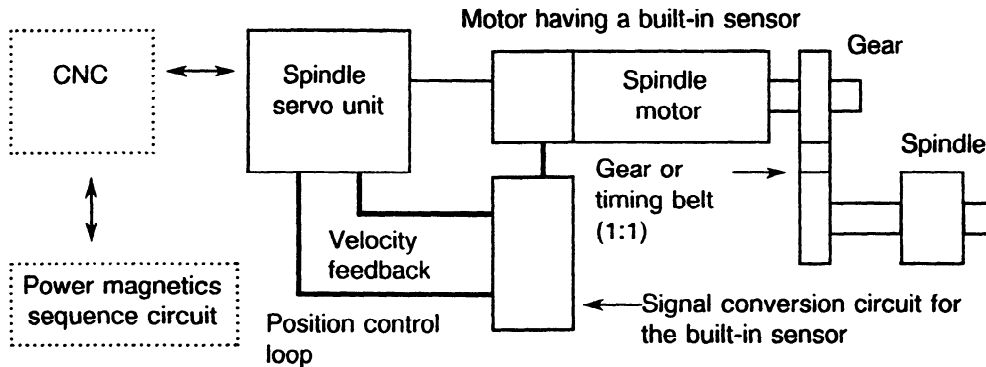 Motor having a built-in sensor
CNC
Spindle
servo unit
Spindle
motor
Gear
Spindle
Gear or
timing belt
(1:1)
Velocity
feedback
Power magnetics
sequence circuit
Position control
loop
Signal conversion circuit for
the built-in sensor